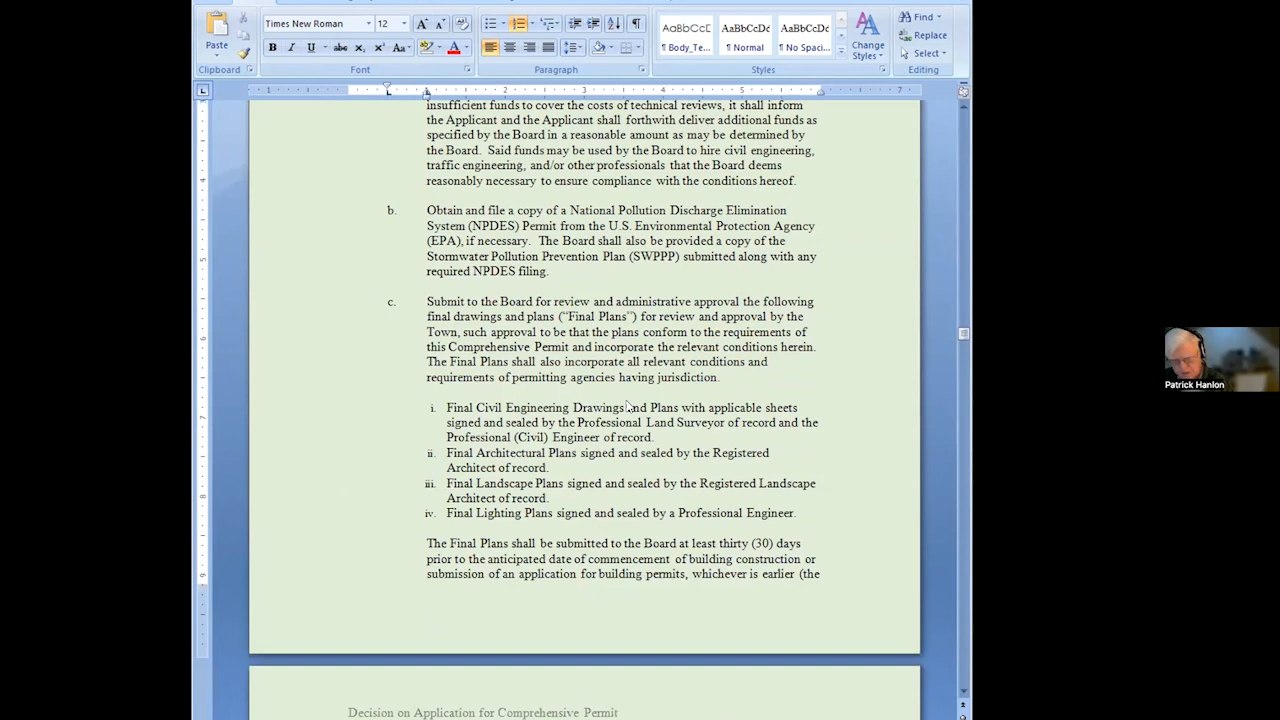 Times New Roman
12
Find
Replace
Select
Paste
Change
Styles
AaBbCcE
AaBbCcDc
AaBbCcDc
¶ Body_Te...
¶ Normal
¶ No Spaci...
Clipboard
Font
Paragraph
Styles
Editing
1
2
3
4
5
7
insufficient funds to cover the costs of technical reviews, it shall inform
the Applicant and the Applicant shall forthwith deliver additional funds as
specified by the Board in a reasonable amount as may be determined by
the Board. Said funds may be used by the Board to hire civil engineering,
traffic engineering, and/or other professionals that the Board deems
reasonably necessary to ensure compliance with the conditions hereof.
b. Obtain and file a copy of a National Pollution Discharge Elimination
System (NPDES) Permit from the U.S. Environmental Protection Agency
(EPA), if necessary. The Board shall also be provided a copy of the
Stormwater Pollution Prevention Plan (SWPPP) submitted along with any
required NPDES filing.
c. Submit to the Board for review and administrative approval the following
final drawings and plans ("Final Plans") for review and approval by the
Town, such approval to be that the plans conform to the requirements of
this Comprehensive Permit and incorporate the relevant conditions herein.
The Final Plans shall also incorporate all relevant conditions and
requirements of permitting agencies having jurisdiction.
i. Final Civil Engineering Drawings and Plans with applicable sheets
signed and sealed by the Professional Land Surveyor of record and the
Professional (Civil) Engineer of record.
ii. Final Architectural Plans signed and sealed by the Registered
Architect of record.
iii. Final Landscape Plans signed and sealed by the Registered Landscape
Architect of record.
iv. Final Lighting Plans signed and sealed by a Professional Engineer.
The Final Plans shall be submitted to the Board at least thirty (30) days
prior to the anticipated date of commencement of building construction or
submission of an application for building permits, whichever is earlier (the
Decision on Application for Comprehensive Permit
Patrick Hanlon